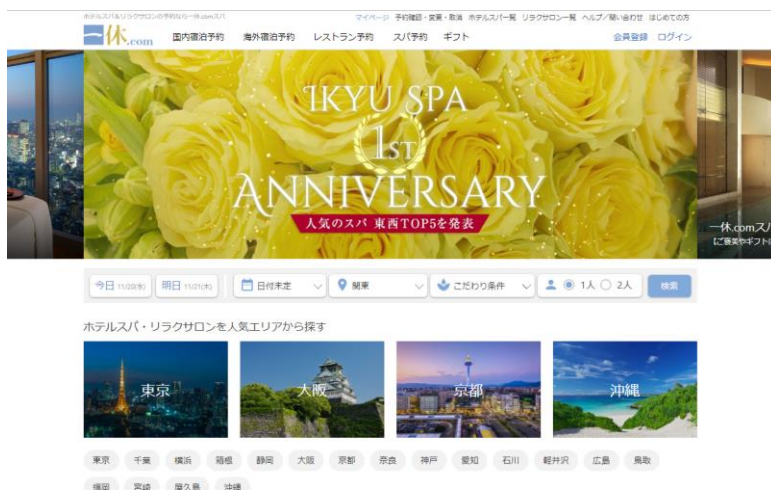 ホテルスパ&リラクサロンの予約なら一休.comスパ
マイページ 予約確認・変更・取消 ホテルスパ一覧 リラクサロン一覧 ヘルプ/問い合わせ はじめての方
一休.com 国内宿泊予約 海外宿泊予約 レストラン予約 スパ予約 ギフト 会員登録 ログイン
IKYU SPA
1ST
ANNIVERSARY
人気のスパ 東西TOP5を発表
一休.comス
【ご褒美やギフトに
今日 11/20(水) 明日 11/21(木) 日付未定 関東 こだわり条件 1人 2人 検索
ホテルスパ・リラクサロンを人気エリアから探す
東京 大阪 京都 沖縄
東京 千葉 横浜 箱根 静岡 大阪 京都 奈良 神戸 愛知 石川 軽井沢 広島 鳥取
福岡 宮崎 屋久島 沖縄